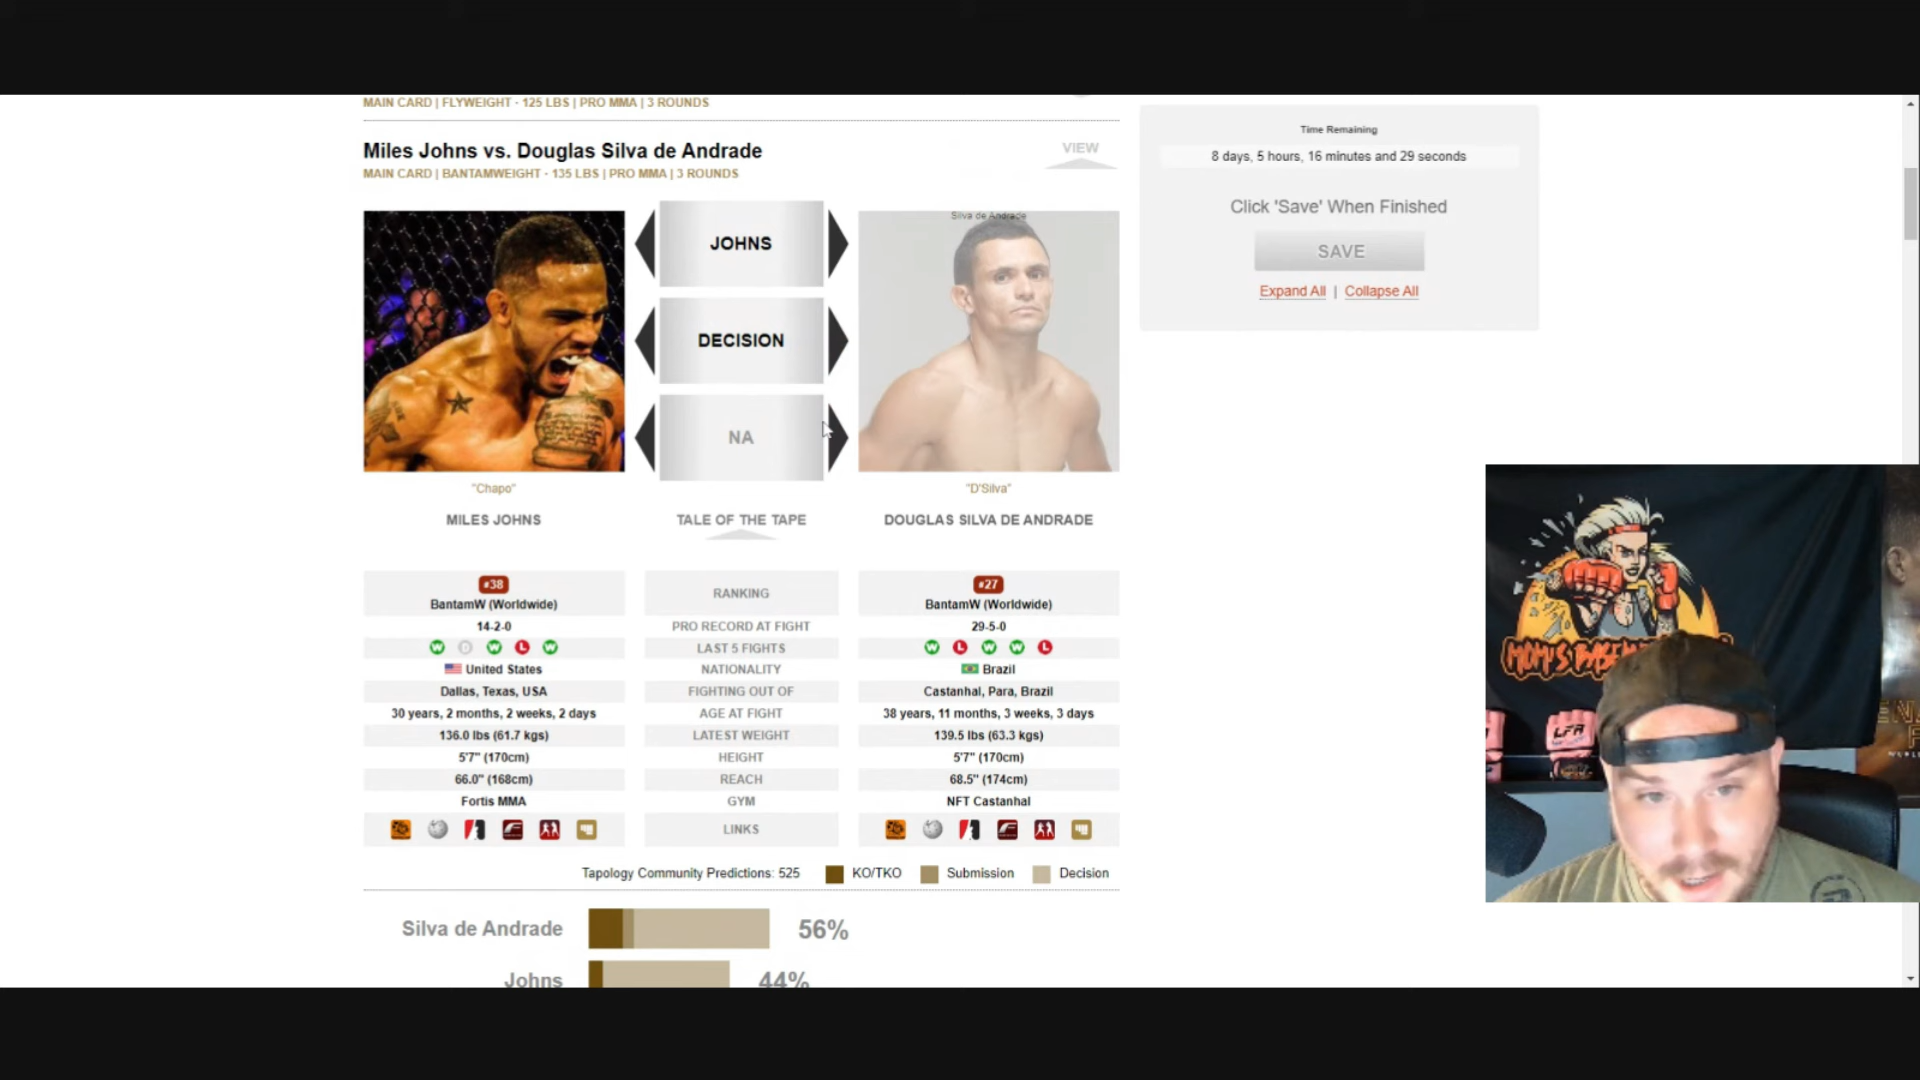 MAIN CARD | FLYWEIGHT - 125 LBS | PRO MMA | 3 ROUNDS
Miles Johns vs. Douglas Silva de Andrade
VIEW
MAIN CARD | BANTAMWEIGHT - 135 LBS | PRO MMA | 3 ROUNDS
Time Remaining
8 days, 5 hours, 16 minutes and 29 seconds
Click 'Save' When Finished
SAVE
Expand All | Collapse All
Silva de Andrade
JOHNS
DECISION
NA
"Chapo"
"D'Silva"
MILES JOHNS
TALE OF THE TAPE
DOUGLAS SILVA DE ANDRADE
#38
#27
BantamW (Worldwide)
RANKING
BantamW (Worldwide)
14-2-0
PRO RECORD AT FIGHT
29-5-0
W D W L W
LAST 5 FIGHTS
W L W W L
United States
NATIONALITY
Brazil
Dallas, Texas, USA
FIGHTING OUT OF
Castanhal, Para, Brazil
30 years, 2 months, 2 weeks, 2 days
AGE AT FIGHT
38 years, 11 months, 3 weeks, 3 days
136.0 lbs (61.7 kgs)
LATEST WEIGHT
139.5 lbs (63.3 kgs)
5'7" (170cm)
HEIGHT
5'7" (170cm)
66.0" (168cm)
REACH
68.5" (174cm)
Fortis MMA
GYM
NFT Castanhal
LINKS
Tapology Community Predictions: 525
KO/TKO
Submission
Decision
Silva de Andrade
56%
Johns
44%
MOM'S
LFA